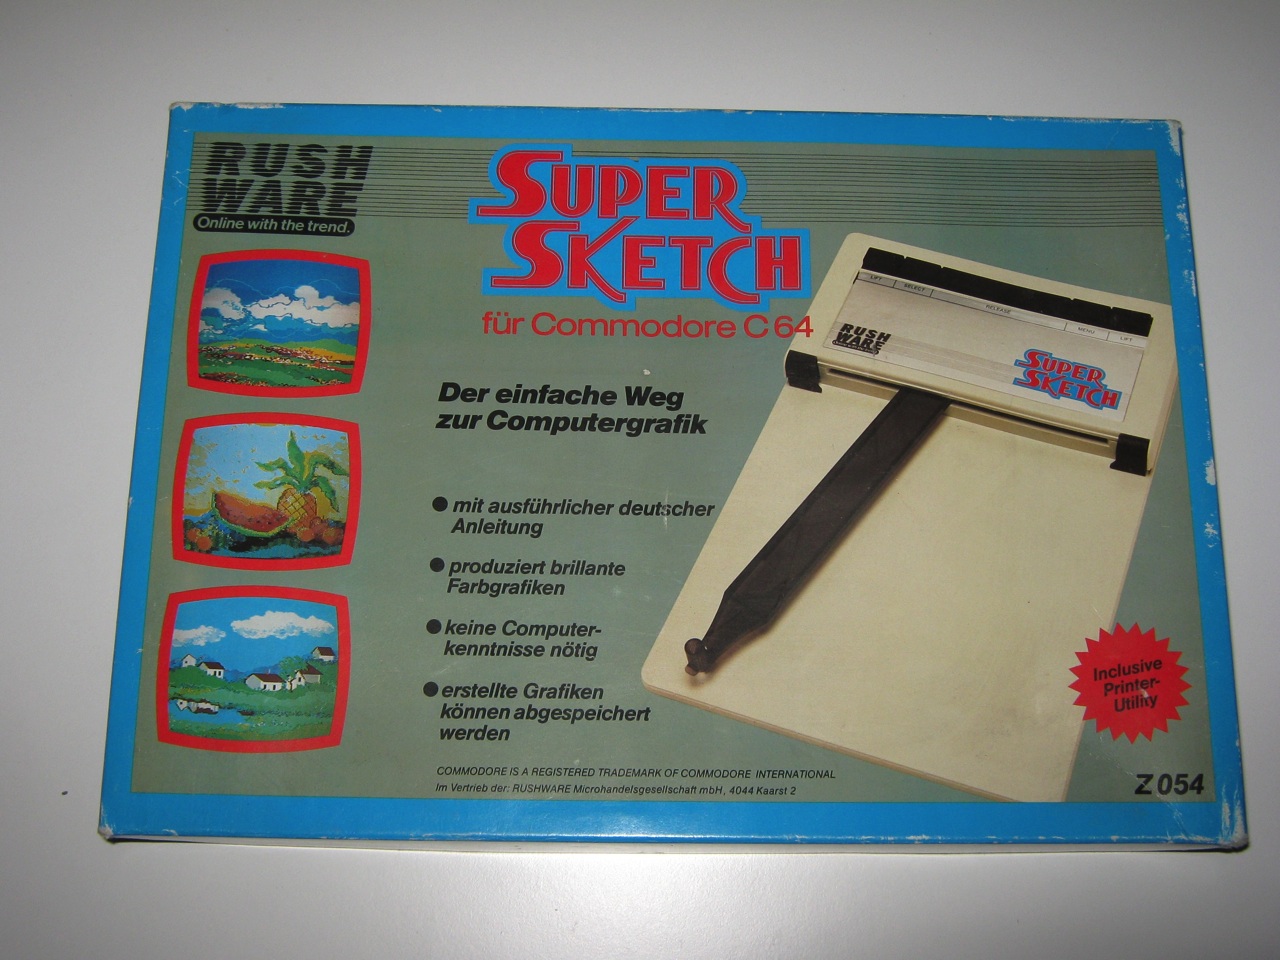 RUSH
WARE
Online with the trend.
SUPER
SKETCH
für Commodore C 64
Der einfache Weg
zur Computergrafik
● mit ausführlicher deutscher
Anleitung
● produziert brillante
Farbgrafiken
● keine Computer-
kenntnisse nötig
● erstellte Grafiken
können abgespeichert
werden
COMMODORE IS A REGISTERED TRADEMARK OF COMMODORE INTERNATIONAL
Im Vertrieb der: RUSHWARE Microhandelsgesellschaft mbH, 4044 Kaarst 2
LIFT SELECT RELEASE MENU LIFT
RUSH
WARE
SUPER
SKETCH
Inclusive
Printer-
Utility
Z 054